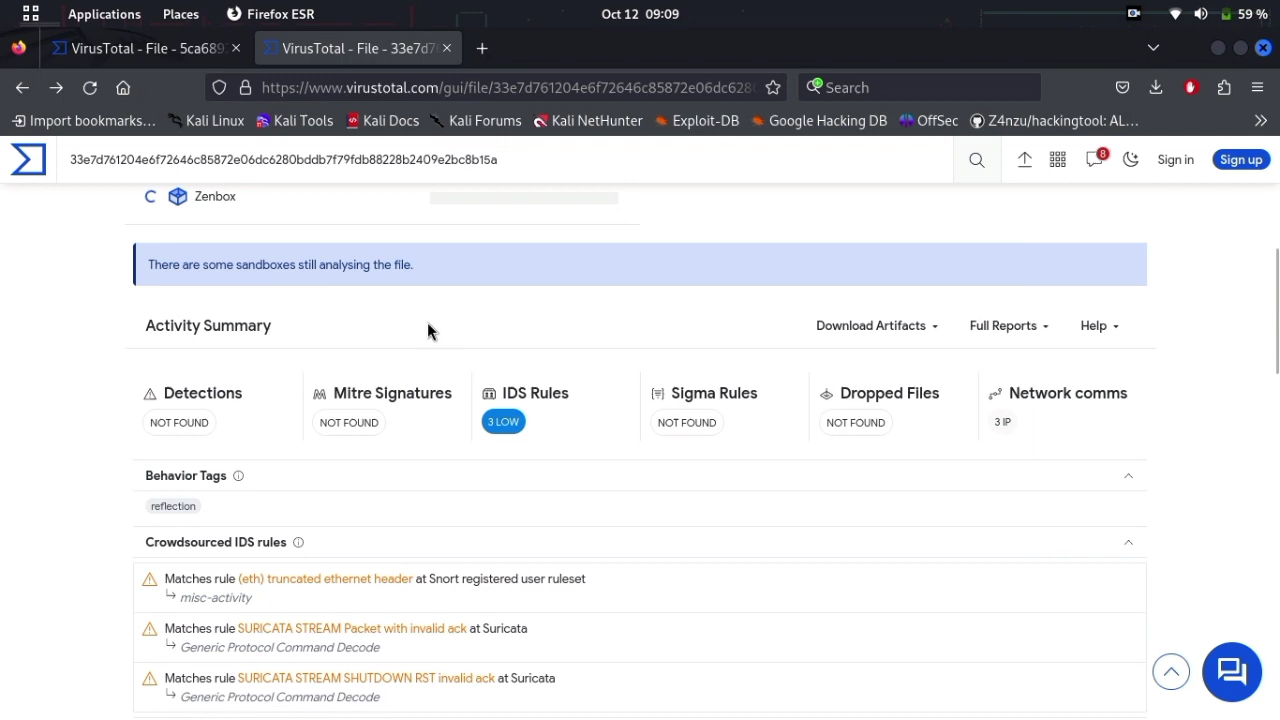 Applications Places Firefox ESR Oct 12 09:09 59 %
VirusTotal - File - 5ca689 VirusTotal - File - 33e7d7
https://www.virustotal.com/gui/file/33e7d761204e6f72646c85872e06dc628 Search
Import bookmarks... Kali Linux Kali Tools Kali Docs Kali Forums Kali NetHunter Exploit-DB Google Hacking DB OffSec Z4nzu/hackingtool: AL...
33e7d761204e6f72646c85872e06dc6280bddb7f79fdb88228b2409e2bc8b15a 8 Sign in Sign up
C Zenbox
There are some sandboxes still analysing the file.
Activity Summary Download Artifacts Full Reports Help
Detections Mitre Signatures IDS Rules Sigma Rules Dropped Files Network comms
NOT FOUND NOT FOUND 3 LOW NOT FOUND NOT FOUND 3 IP
Behavior Tags
reflection
Crowdsourced IDS rules
Matches rule (eth) truncated ethernet header at Snort registered user ruleset
misc-activity
Matches rule SURICATA STREAM Packet with invalid ack at Suricata
Generic Protocol Command Decode
Matches rule SURICATA STREAM SHUTDOWN RST invalid ack at Suricata
Generic Protocol Command Decode